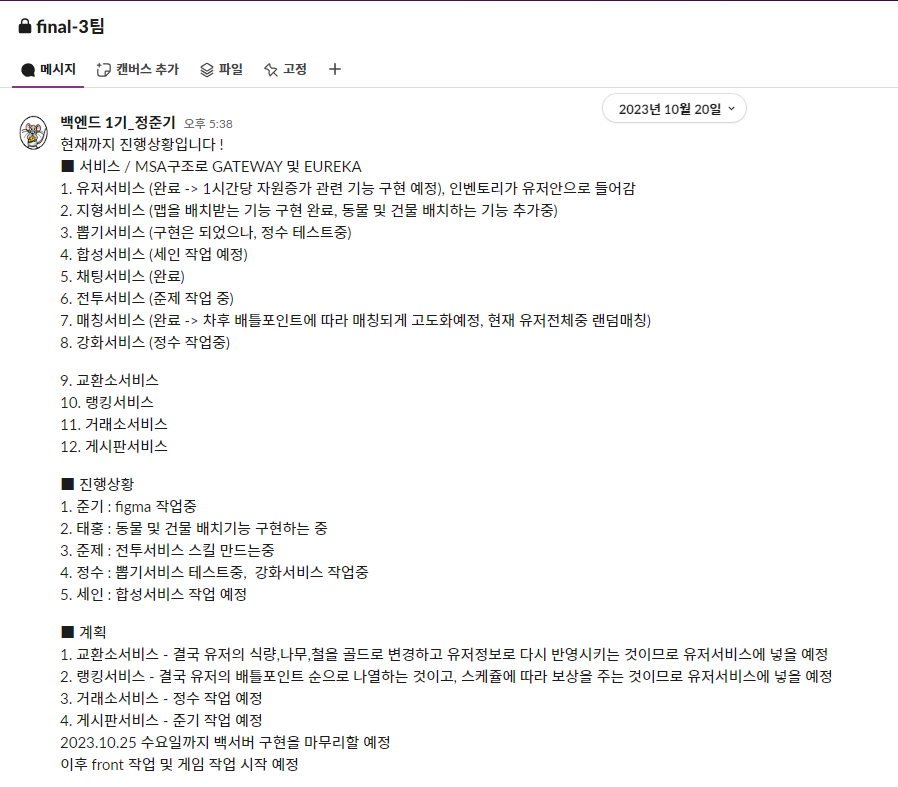 final-3팀
메시지 캔버스 추가 파일 고정
2023년 10월 20일
백엔드 1기_정준기 오후 5:38
현재까지 진행상황입니다 !
■ 서비스 / MSA구조로 GATEWAY 및 EUREKA
1. 유저서비스 (완료 -> 1시간당 자원증가 관련 기능 구현 예정), 인벤토리가 유저안으로 들어감
2. 지형서비스 (맵을 배치받는 기능 구현 완료, 동물 및 건물 배치하는 기능 추가중)
3. 뽑기서비스 (구현은 되었으나, 정수 테스트중)
4. 합성서비스 (세인 작업 예정)
5. 채팅서비스 (완료)
6. 전투서비스 (준제 작업 중)
7. 매칭서비스 (완료 -> 차후 배틀포인트에 따라 매칭되게 고도화예정, 현재 유저전체중 랜덤매칭)
8. 강화서비스 (정수 작업중)
9. 교환소서비스
10. 랭킹서비스
11. 거래소서비스
12. 게시판서비스
■ 진행상황
1. 준기 : figma 작업중
2. 태홍 : 동물 및 건물 배치기능 구현하는 중
3. 준제 : 전투서비스 스킬 만드는중
4. 정수 : 뽑기서비스 테스트중, 강화서비스 작업중
5. 세인 : 합성서비스 작업 예정
■ 계획
1. 교환소서비스 - 결국 유저의 식량,나무,철을 골드로 변경하고 유저정보로 다시 반영시키는 것이므로 유저서비스에 넣을 예정
2. 랭킹서비스 - 결국 유저의 배틀포인트 순으로 나열하는 것이고, 스케쥴에 따라 보상을 주는 것이므로 유저서비스에 넣을 예정
3. 거래소서비스 - 정수 작업 예정
4. 게시판서비스 - 준기 작업 예정
2023.10.25 수요일까지 백서버 구현을 마무리할 예정
이후 front 작업 및 게임 작업 시작 예정